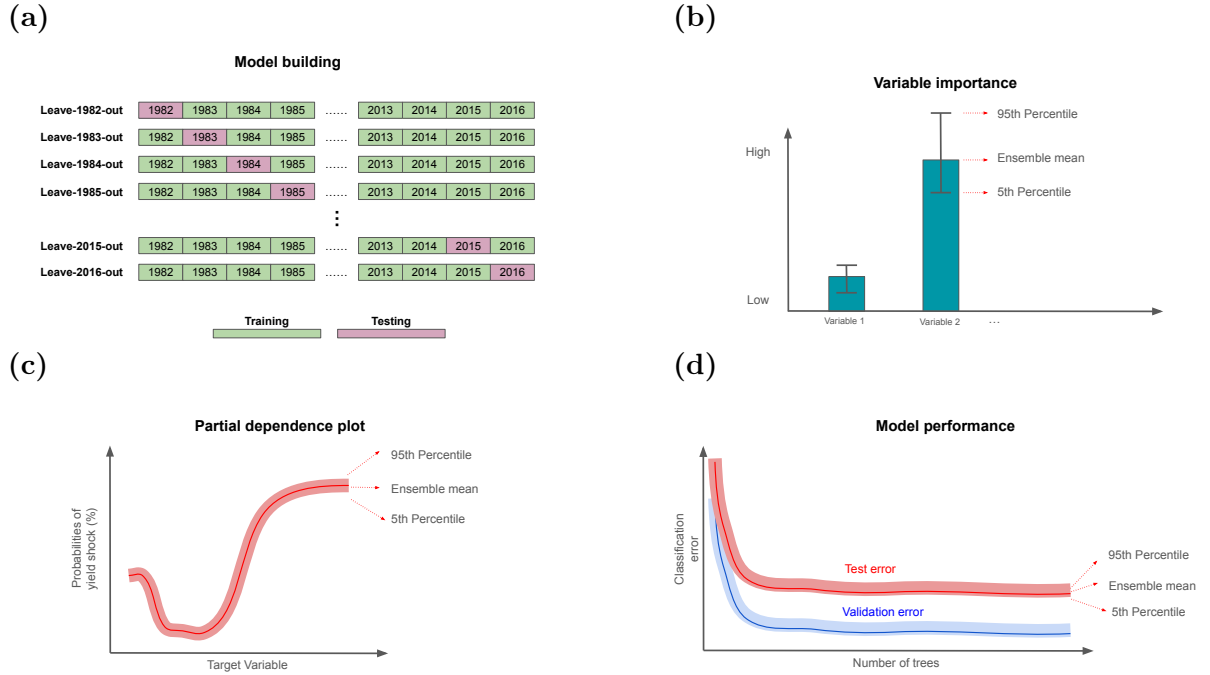 (a)
Model building
Leave-1982-out 1982 1983 1984 1985 ...... 2013 2014 2015 2016
Leave-1983-out 1982 1983 1984 1985 ...... 2013 2014 2015 2016
Leave-1984-out 1982 1983 1984 1985 ...... 2013 2014 2015 2016
Leave-1985-out 1982 1983 1984 1985 ...... 2013 2014 2015 2016
⋮
Leave-2015-out 1982 1983 1984 1985 ...... 2013 2014 2015 2016
Leave-2016-out 1982 1983 1984 1985 ...... 2013 2014 2015 2016
Training Testing
(b)
Variable importance
95th Percentile
High
Ensemble mean
5th Percentile
Low
Variable 1 Variable 2 ...
(c)
Partial dependence plot
95th Percentile
Ensemble mean
5th Percentile
Probabilities of
yield shock (%)
Target Variable
(d)
Model performance
Classification
error
Test error
Validation error
95th Percentile
Ensemble mean
5th Percentile
Number of trees